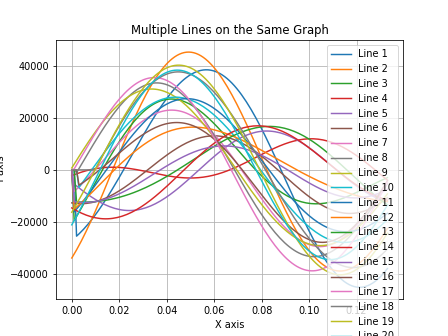 Multiple Lines on the Same Graph
40000
20000
0
−20000
−40000
0.00
0.02
0.04
0.06
0.08
0.10
X axis
axis
Line 1
Line 2
Line 3
Line 4
Line 5
Line 6
Line 7
Line 8
Line 9
Line 10
Line 11
Line 12
Line 13
Line 14
Line 15
Line 16
Line 17
Line 18
Line 19
Line 20